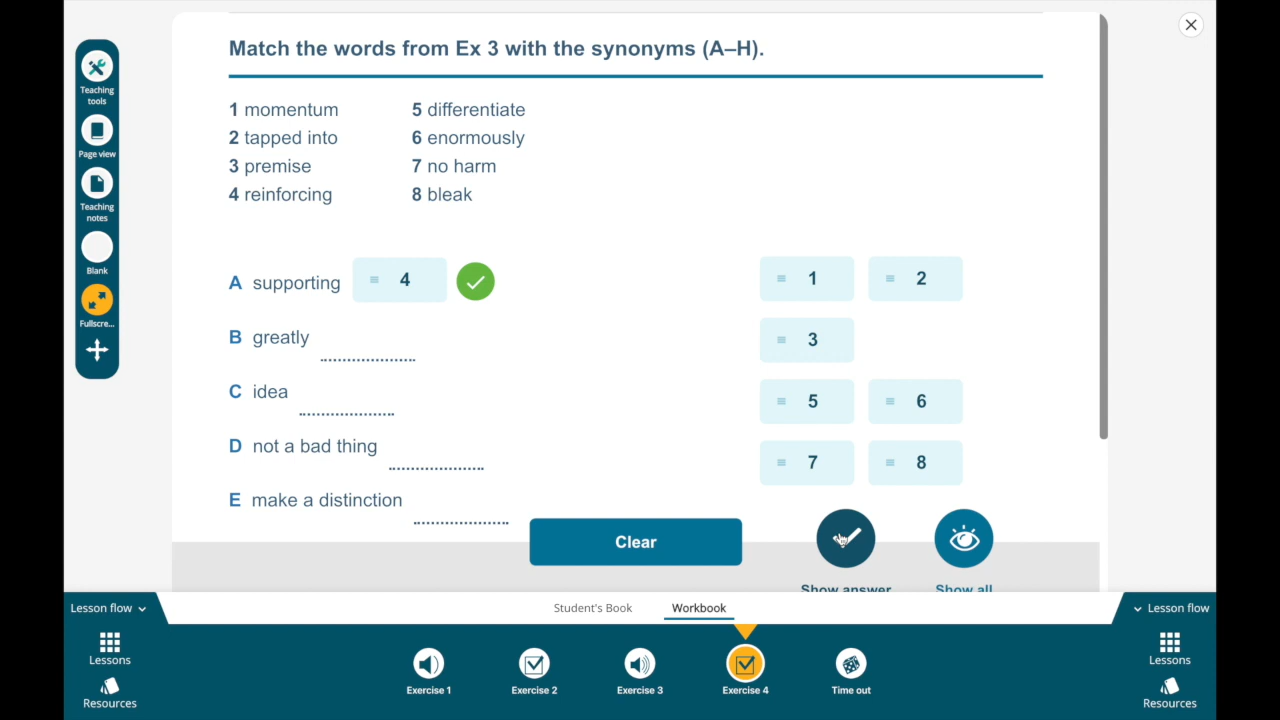 Match the words from Ex 3 with the synonyms (A–H).
1 momentum
2 tapped into
3 premise
4 reinforcing
5 differentiate
6 enormously
7 no harm
8 bleak
A supporting 4
B greatly
C idea
D not a bad thing
E make a distinction
1 2
3
5 6
7 8
Clear
Show answer
Show all
Teaching
tools
Page view
Teaching
notes
Blank
Fullscre...
Lesson flow
Lessons
Resources
Student's Book
Workbook
Exercise 1
Exercise 2
Exercise 3
Exercise 4
Time out
Lesson flow
Lessons
Resources